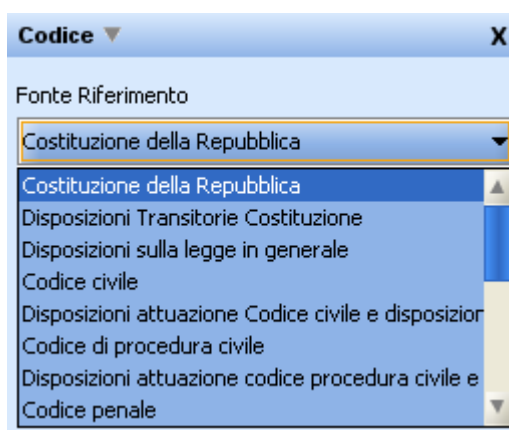 Codice X
Fonte Riferimento
Costituzione della Repubblica
Costituzione della Repubblica
Disposizioni Transitorie Costituzione
Disposizioni sulla legge in generale
Codice civile
Disposizioni attuazione Codice civile e disposizior
Codice di procedura civile
Disposizioni attuazione codice procedura civile e
Codice penale